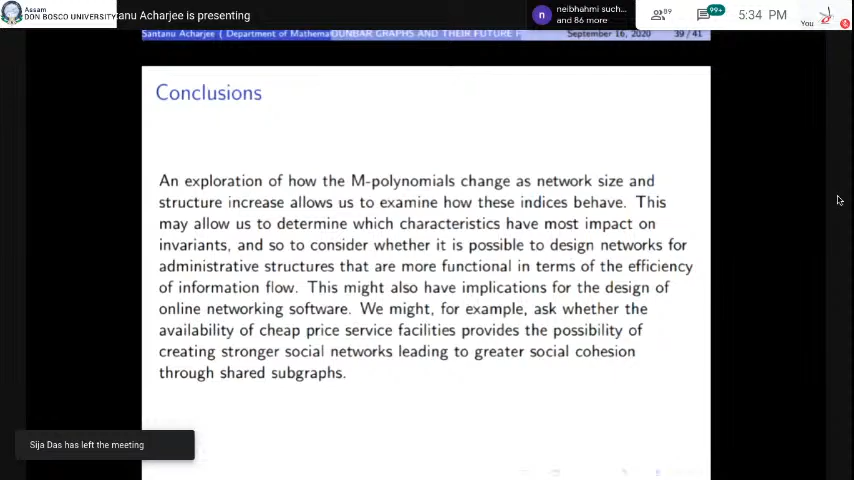 Assam
DON BOSCO UNIVERSITY
tanu Acharjee is presenting
neibhahmi such...
and 86 more
n
89
99+
5:34 PM
You
Santanu Acharjee ( Department of Mathema
DUNBAR GRAPHS AND THEIR FUTURE
September 16, 2020
39 / 41
Conclusions
An exploration of how the M-polynomials change as network size and
structure increase allows us to examine how these indices behave. This
may allow us to determine which characteristics have most impact on
invariants, and so to consider whether it is possible to design networks for
administrative structures that are more functional in terms of the efficiency
of information flow. This might also have implications for the design of
online networking software. We might, for example, ask whether the
availability of cheap price service facilities provides the possibility of
creating stronger social networks leading to greater social cohesion
through shared subgraphs.
Sija Das has left the meeting